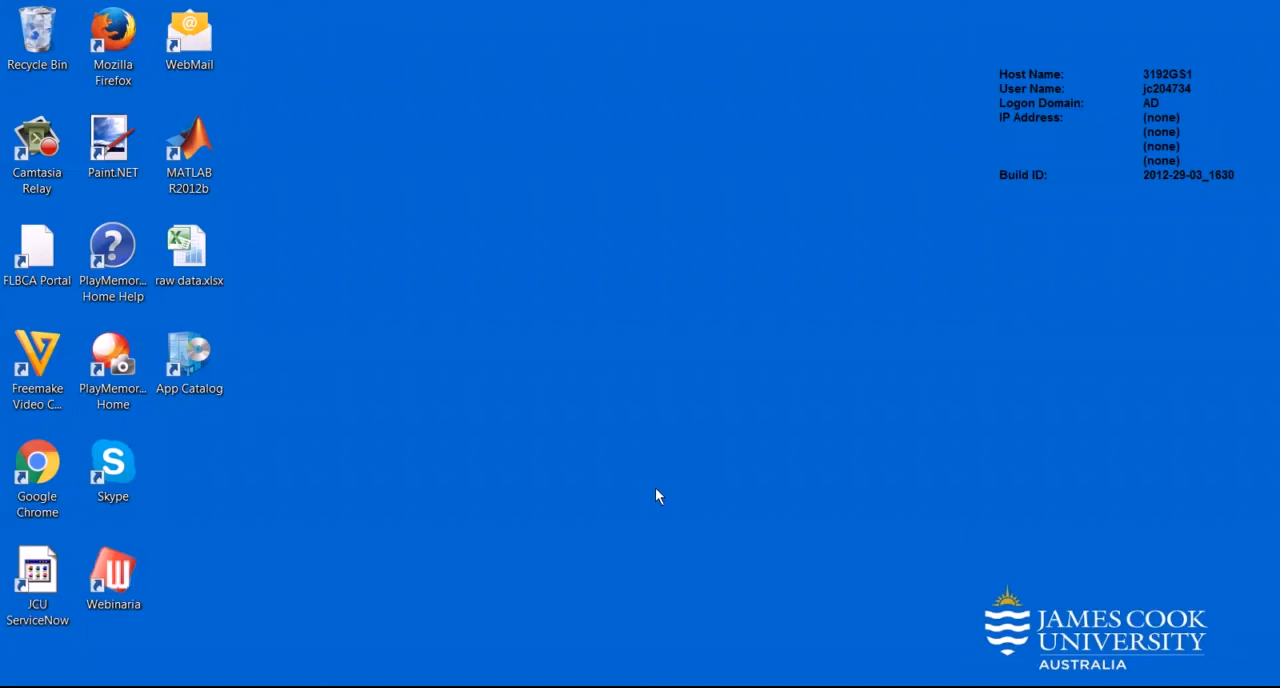 Recycle Bin
Mozilla
Firefox
WebMail
Camtasia
Relay
Paint.NET
MATLAB
R2012b
FLBCA Portal
PlayMemor...
Home Help
raw data.xlsx
Freemake
Video C...
PlayMemor...
Home
App Catalog
Google
Chrome
Skype
JCU
ServiceNow
Webinaria
Host Name: 3192GS1
User Name: jc204734
Logon Domain: AD
IP Address: (none)
(none)
(none)
(none)
Build ID: 2012-29-03_1630
JAMES COOK
UNIVERSITY
AUSTRALIA